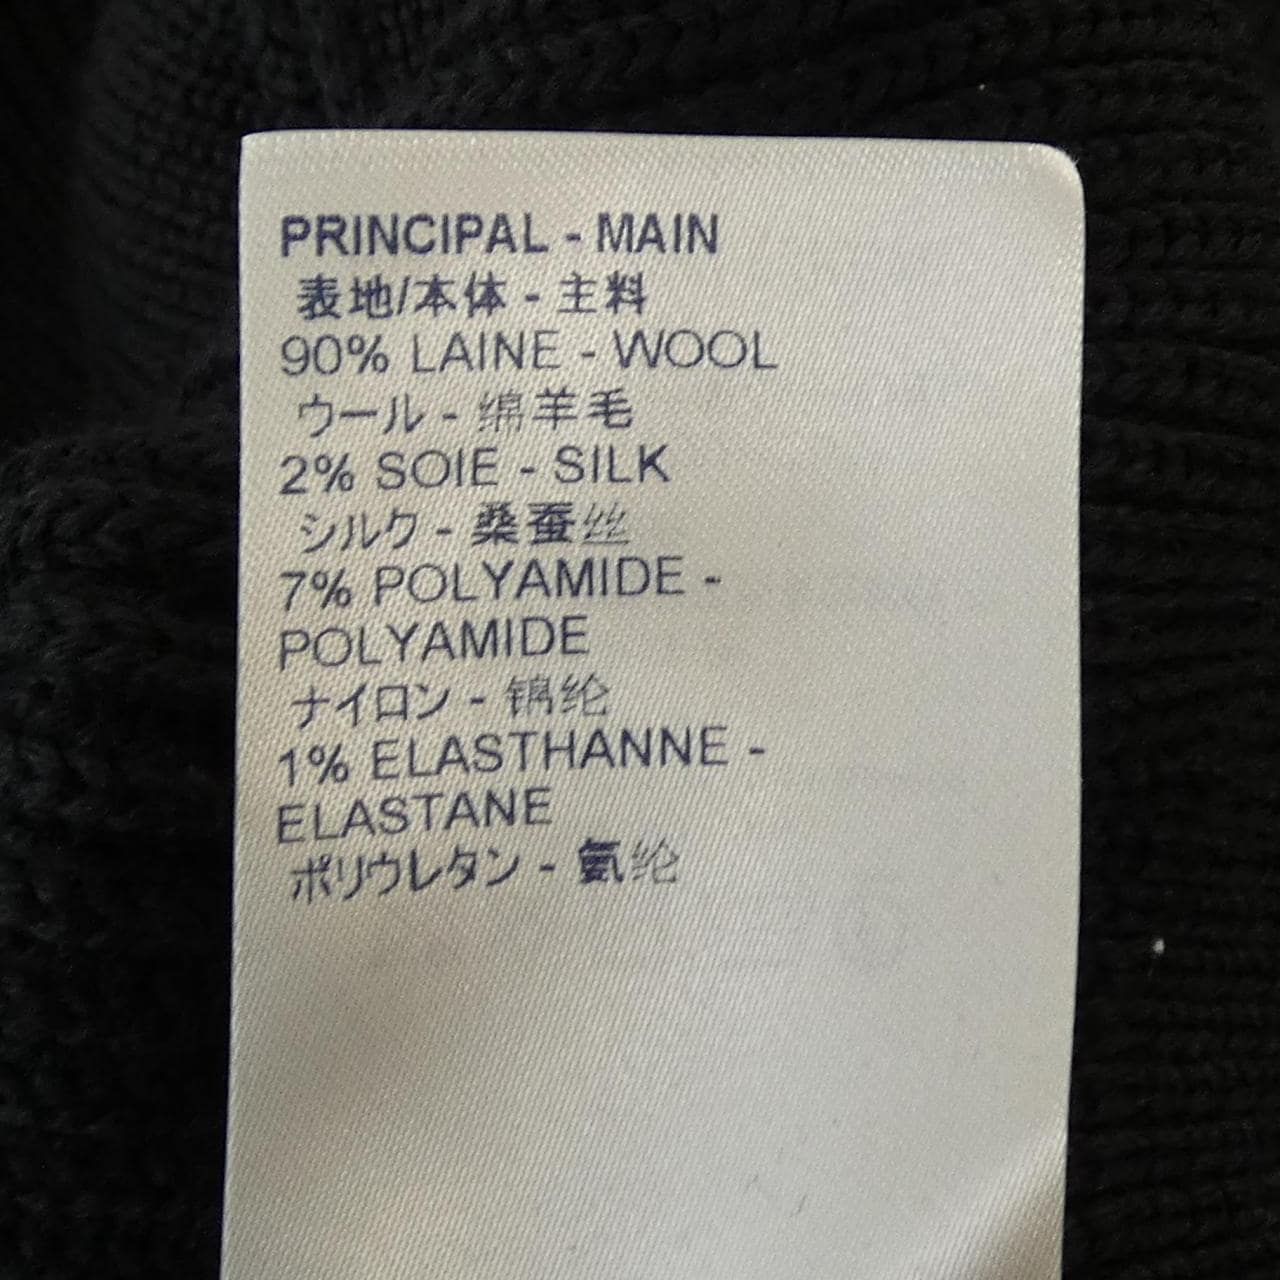 PRINCIPAL - MAIN
表地/本体 - 主料
90% LAINE - WOOL
ウール - 绵羊毛
2% SOIE - SILK
シルク - 桑蚕丝
7% POLYAMIDE -
POLYAMIDE
ナイロン - 锦纶
1% ELASTHANNE -
ELASTANE
ポリウレタン - 氨纶